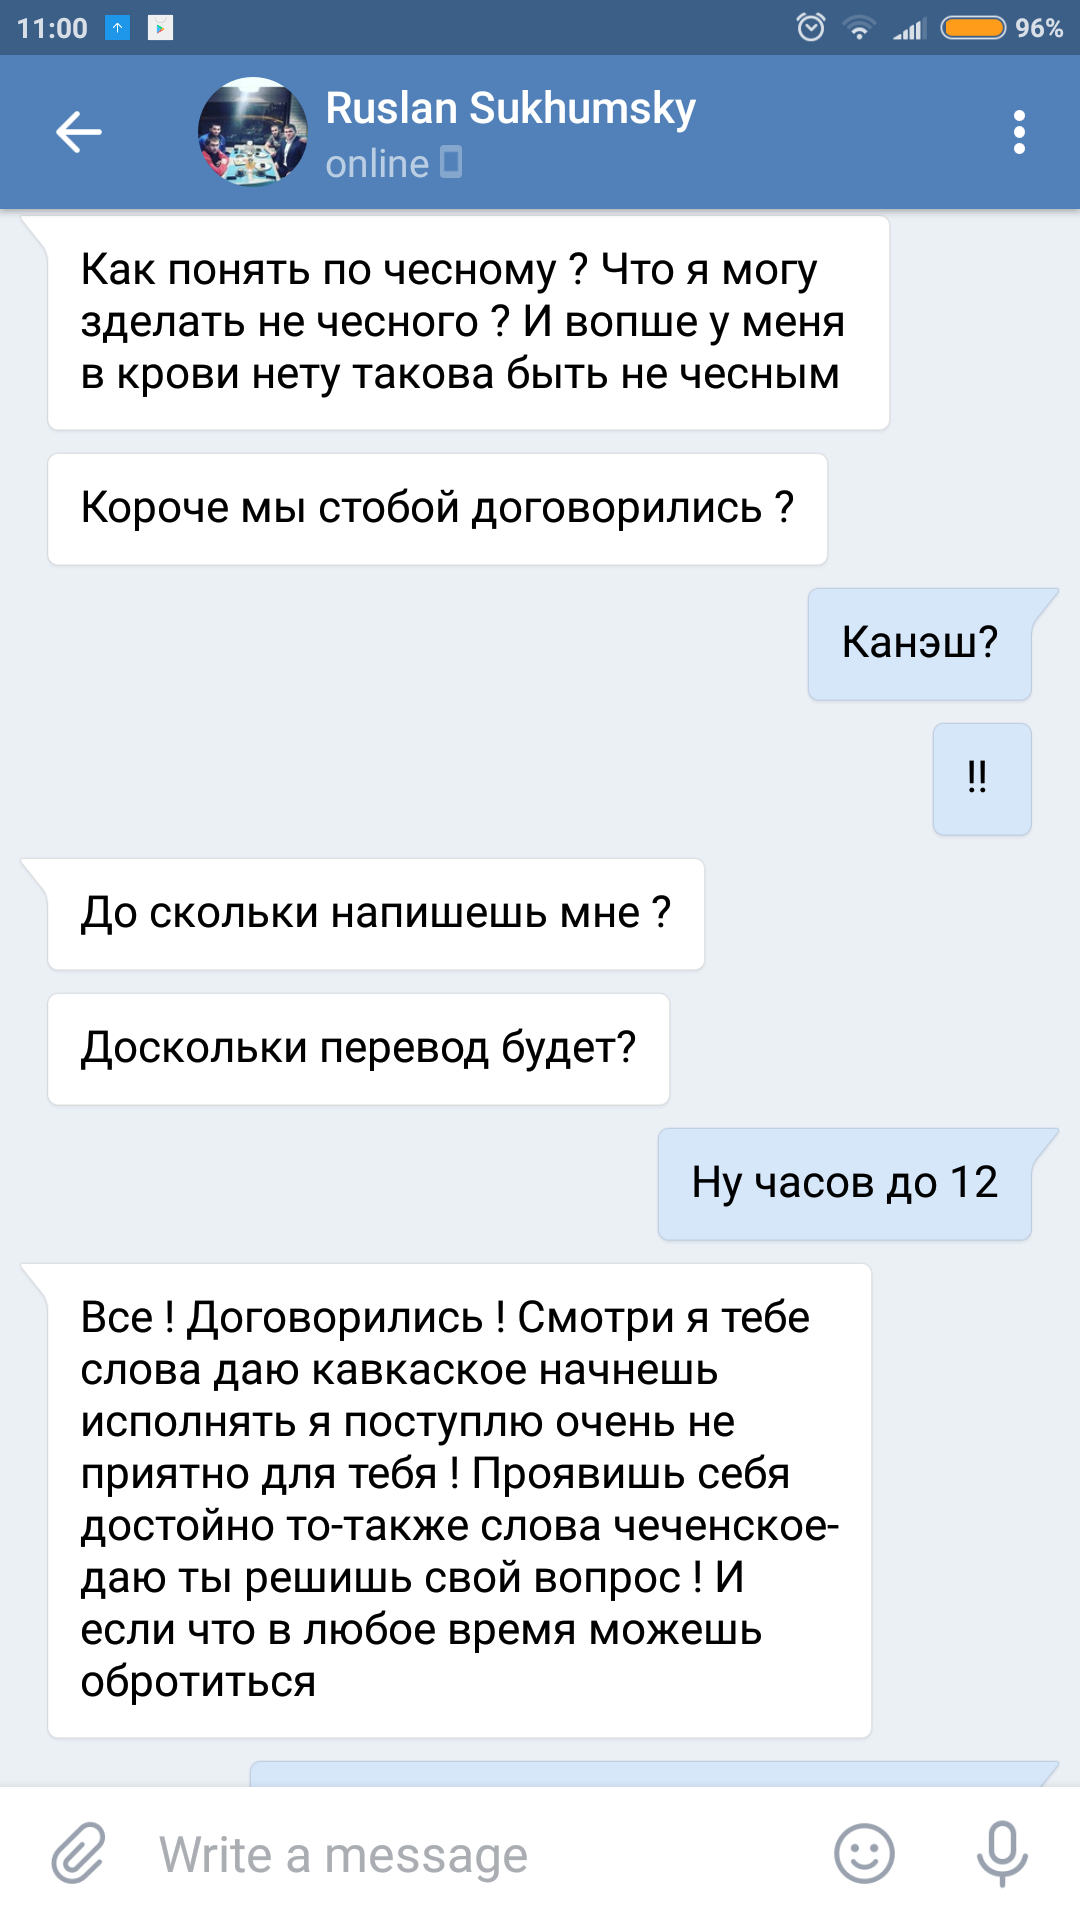 11:00
96%
Ruslan Sukhumsky
online
Как понять по чесному ? Что я могу
зделать не чесного ? И вопше у меня
в крови нету такова быть не чесным
Короче мы стобой договорились ?
Канэш?
!!
До скольки напишешь мне ?
Доскольки перевод будет?
Ну часов до 12
Все ! Договорились ! Смотри я тебе
слова даю кавкаское начнешь
исполнять я поступлю очень не
приятно для тебя ! Проявишь себя
достойно то-также слова чеченское-
даю ты решишь свой вопрос ! И
если что в любое время можешь
обротиться
Write a message